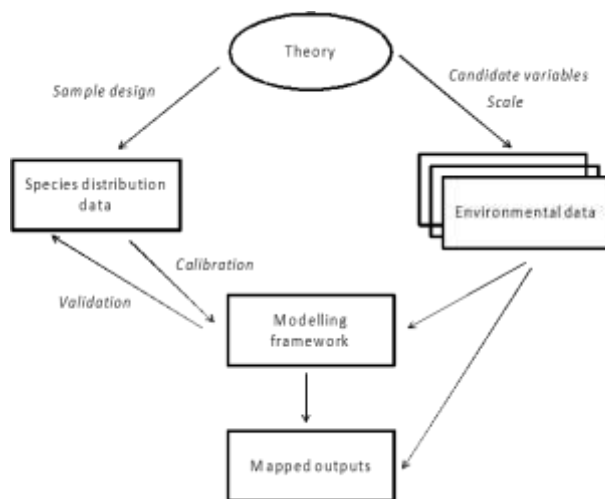 Theory
Sample design
Candidate variables
Scale
Species distribution
data
Environmental data
Calibration
Validation
Modelling
framework
Mapped outputs